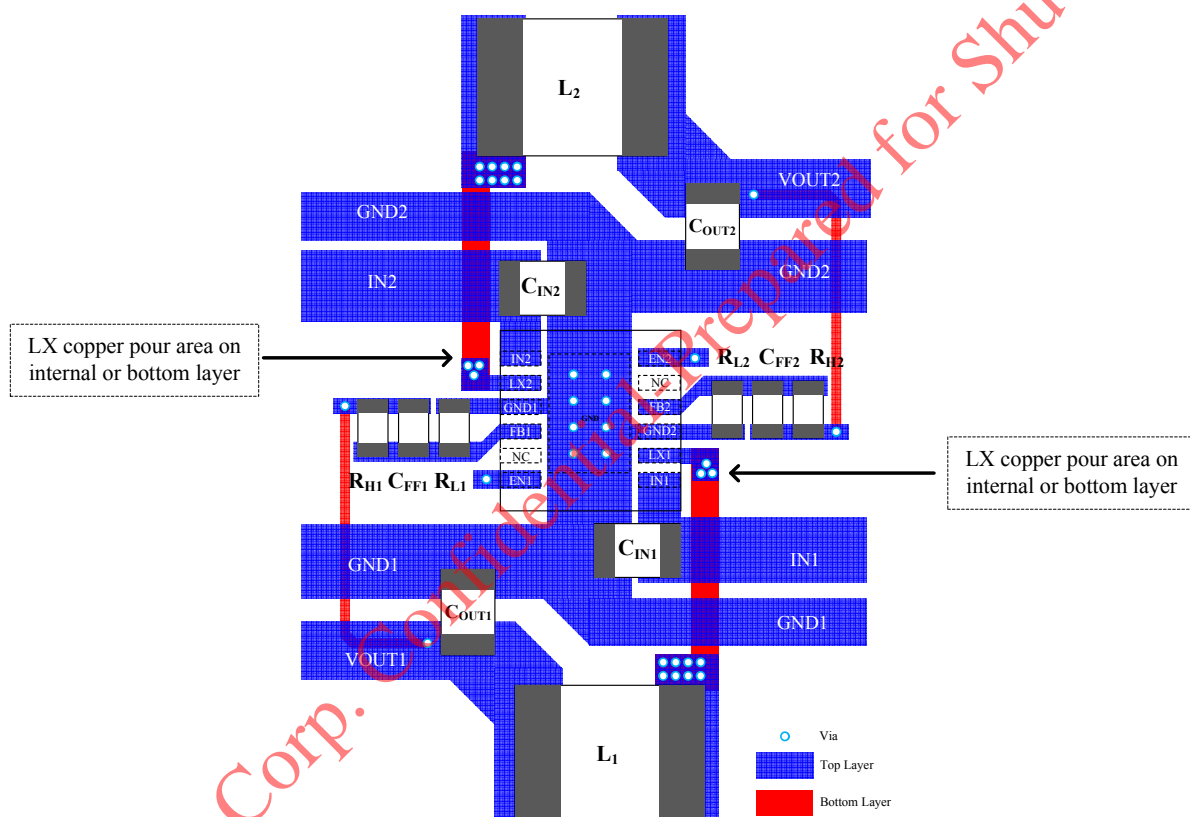 L2
VOUT2
GND2
COUT2
GND2
IN2
CIN2
LX copper pour area on
internal or bottom layer
IN2
LX2
GND1
FB1
NC
EN1
GND
EN2
NC
FB2
GND2
LX1
IN1
RL2 CFF2 RH2
RH1 CFF1 RL1
LX copper pour area on
internal or bottom layer
CIN1
IN1
GND1
COUT1
GND1
VOUT1
L1
Via
Top Layer
Bottom Layer
Corp. Confidential-Prepared for Shu